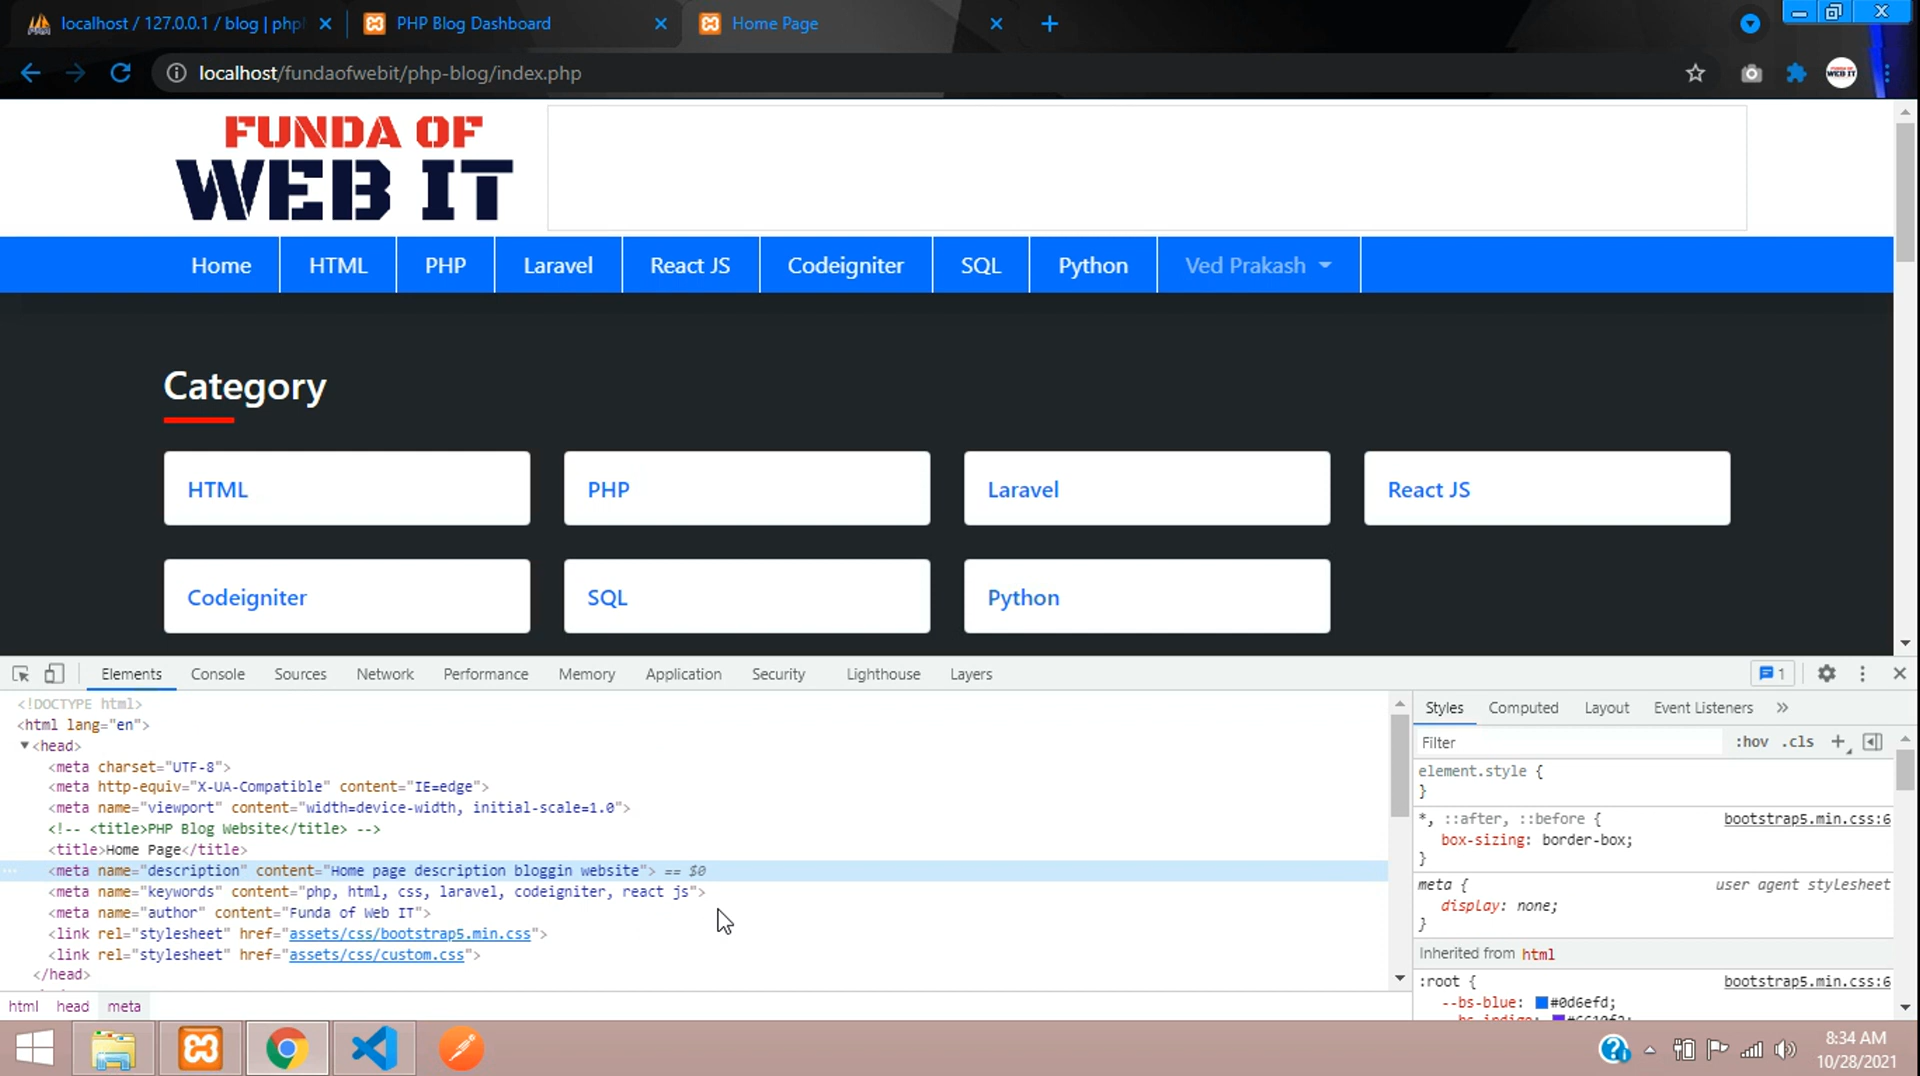 localhost / 127.0.0.1 / blog | php
PHP Blog Dashboard
Home Page
localhost/fundaofwebit/php-blog/index.php
WEB IT
FUNDA OF
WEB IT
Home HTML PHP Laravel React JS Codeigniter SQL Python Ved Prakash
Category
HTML PHP Laravel React JS
Codeigniter SQL Python
Elements Console Sources Network Performance Memory Application Security Lighthouse Layers 1
<!DOCTYPE html>
<html lang="en">
<head>
<meta charset="UTF-8">
<meta http-equiv="X-UA-Compatible" content="IE=edge">
<meta name="viewport" content="width=device-width, initial-scale=1.0">
<!-- <title>PHP Blog Website</title> -->
<title>Home Page</title>
<meta name="description" content="Home page description bloggin website"> == $0
<meta name="keywords" content="php, html, css, laravel, codeigniter, react js">
<meta name="author" content="Funda of Web IT">
<link rel="stylesheet" href="assets/css/bootstrap5.min.css">
<link rel="stylesheet" href="assets/css/custom.css">
</head>
html head meta
Styles Computed Layout Event Listeners »
Filter :hov .cls +
element.style {
}
*, ::after, ::before { bootstrap5.min.css:6
box-sizing: border-box;
}
meta { user agent stylesheet
display: none;
}
Inherited from html
:root { bootstrap5.min.css:6
--bs-blue: #0d6efd;
8:34 AM
10/28/2021